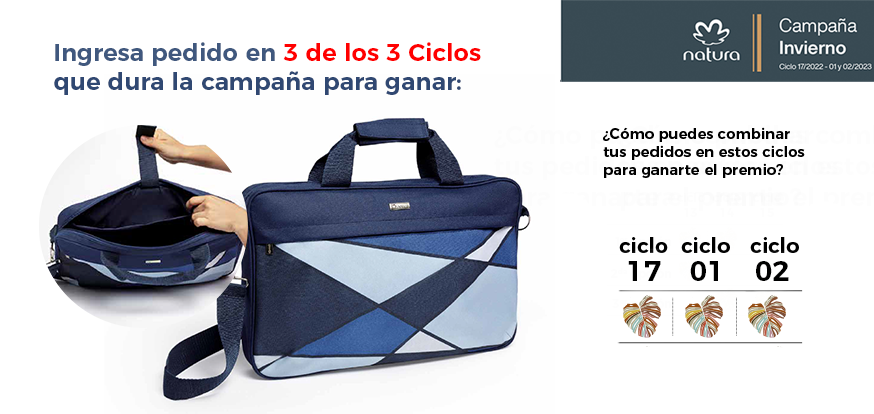 Ingresa pedido en 3 de los 3 Ciclos
que dura la campaña para ganar:
natura
Campaña
Invierno
Ciclo 17/2022 - 01 y 02/2023
¿Cómo puedes combinar
tus pedidos en estos ciclos
para ganarte el premio?
ciclo ciclo ciclo
17 01 02